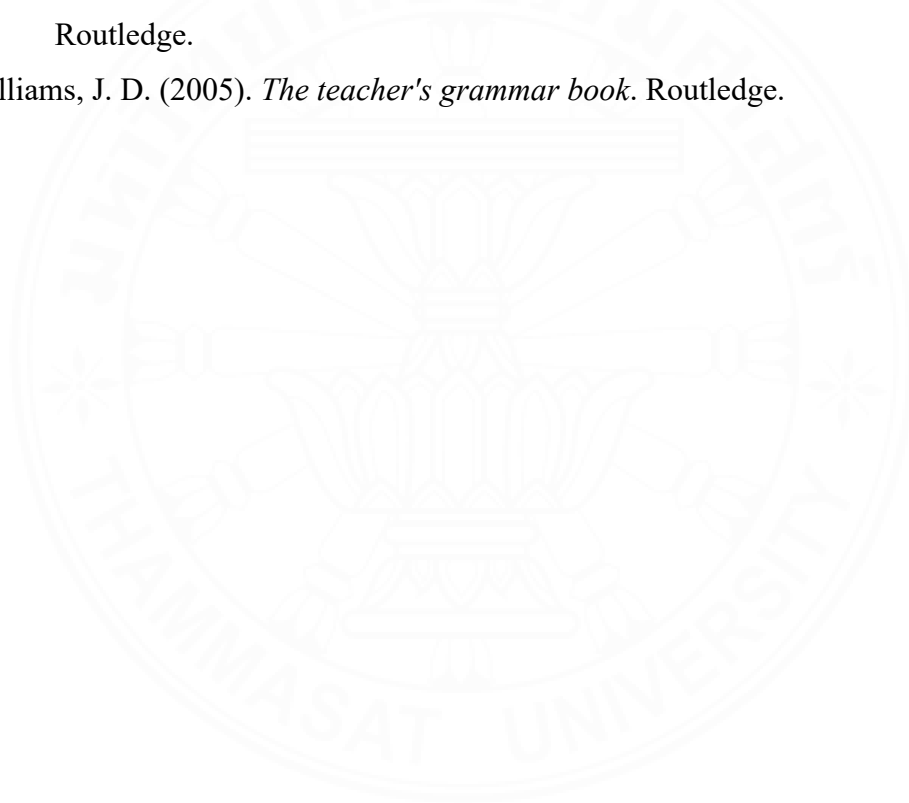 Routledge.
lliams, J. D. (2005). The teacher's grammar book. Routledge.
THAMMASAT UNIVERSITY